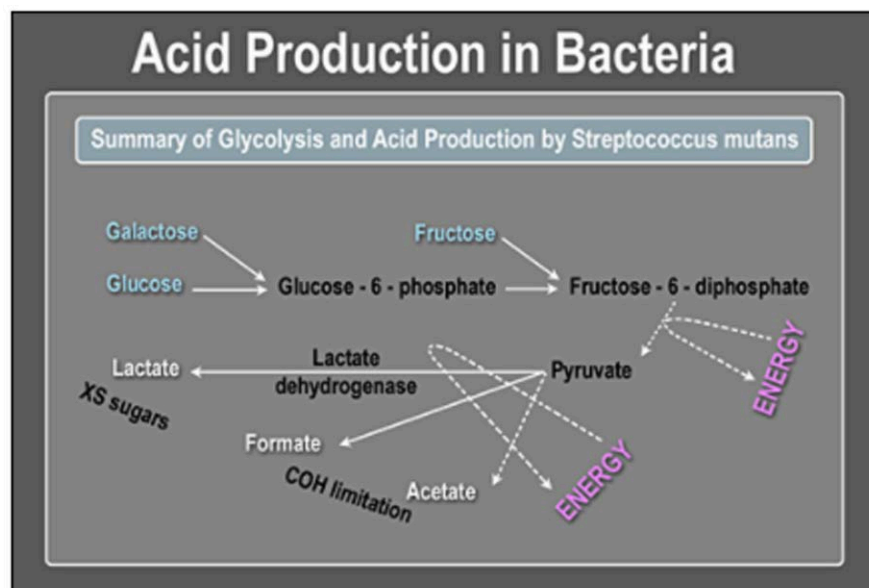 Acid Production in Bacteria
Summary of Glycolysis and Acid Production by Streptococcus mutans
Galactose
Fructose
Glucose
Glucose - 6 - phosphate
Fructose - 6 - diphosphate
Lactate
Lactate
dehydrogenase
Pyruvate
ENERGY
XS sugars
Formate
COH limitation
Acetate
ENERGY